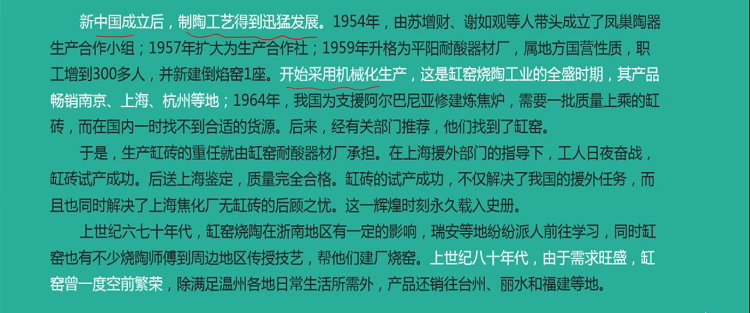 新中国成立后，制陶工艺得到迅猛发展。1954年，由苏增财、谢如观等人带头成立了凤巢陶器
生产合作小组；1957年扩大为生产合作社；1959年升格为平阳耐酸器材厂，属地方国营性质，职
工增到300多人，并新建倒焰窑1座。开始采用机械化生产，这是缸窑烧陶工业的全盛时期，其产品
畅销南京、上海、杭州等地；1964年，我国为支援阿尔巴尼亚修建炼焦炉，需要一批质量上乘的缸
砖，而在国内一时找不到合适的货源。后来，经有关部门推荐，他们找到了缸窑。
于是，生产缸砖的重任就由缸窑耐酸器材厂承担。在上海援外部门的指导下，工人日夜奋战，
缸砖试产成功。后送上海鉴定，质量完全合格。缸砖的试产成功，不仅解决了我国的援外任务，而
且也同时解决了上海焦化厂无缸砖的后顾之忧。这一辉煌时刻永久载入史册。
上世纪六七十年代，缸窑烧陶在浙南地区有一定的影响，瑞安等地纷纷派人前往学习，同时缸
窑也有不少烧陶师傅到周边地区传授技艺，帮他们建厂烧窑。上世纪八十年代，由于需求旺盛，缸
窑曾一度空前繁荣，除满足温州各地日常生活所需外，产品还销往台州、丽水和福建等地。